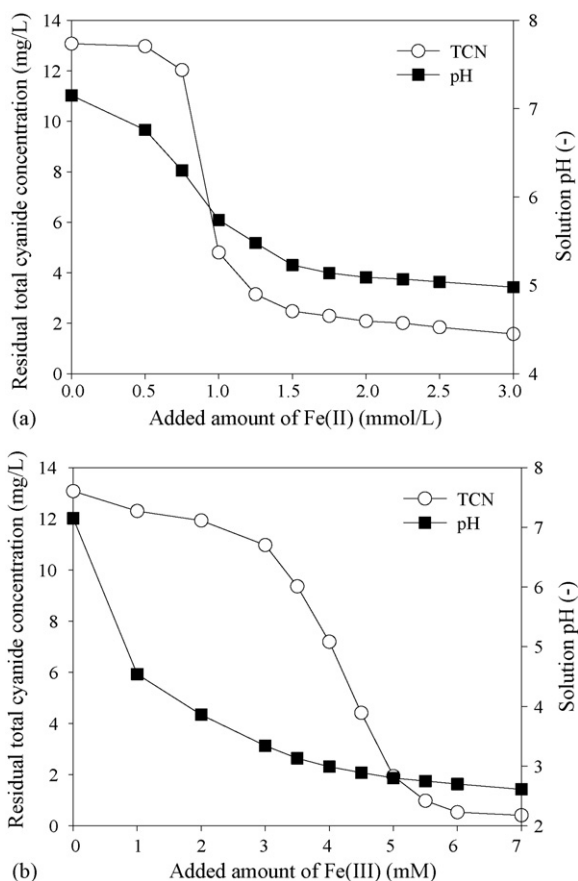 Residual total cyanide concentration (mg/L)
14
12
10
8
6
4
2
0
TCN
pH
8
7
6
5
4
Solution pH (-)
0.0 0.5 1.0 1.5 2.0 2.5 3.0
(a) Added amount of Fe(II) (mmol/L)
Residual total cyanide concentration (mg/L)
14
12
10
8
6
4
2
0
TCN
pH
8
7
6
5
4
3
2
Solution pH (-)
0 1 2 3 4 5 6 7
(b) Added amount of Fe(III) (mM)